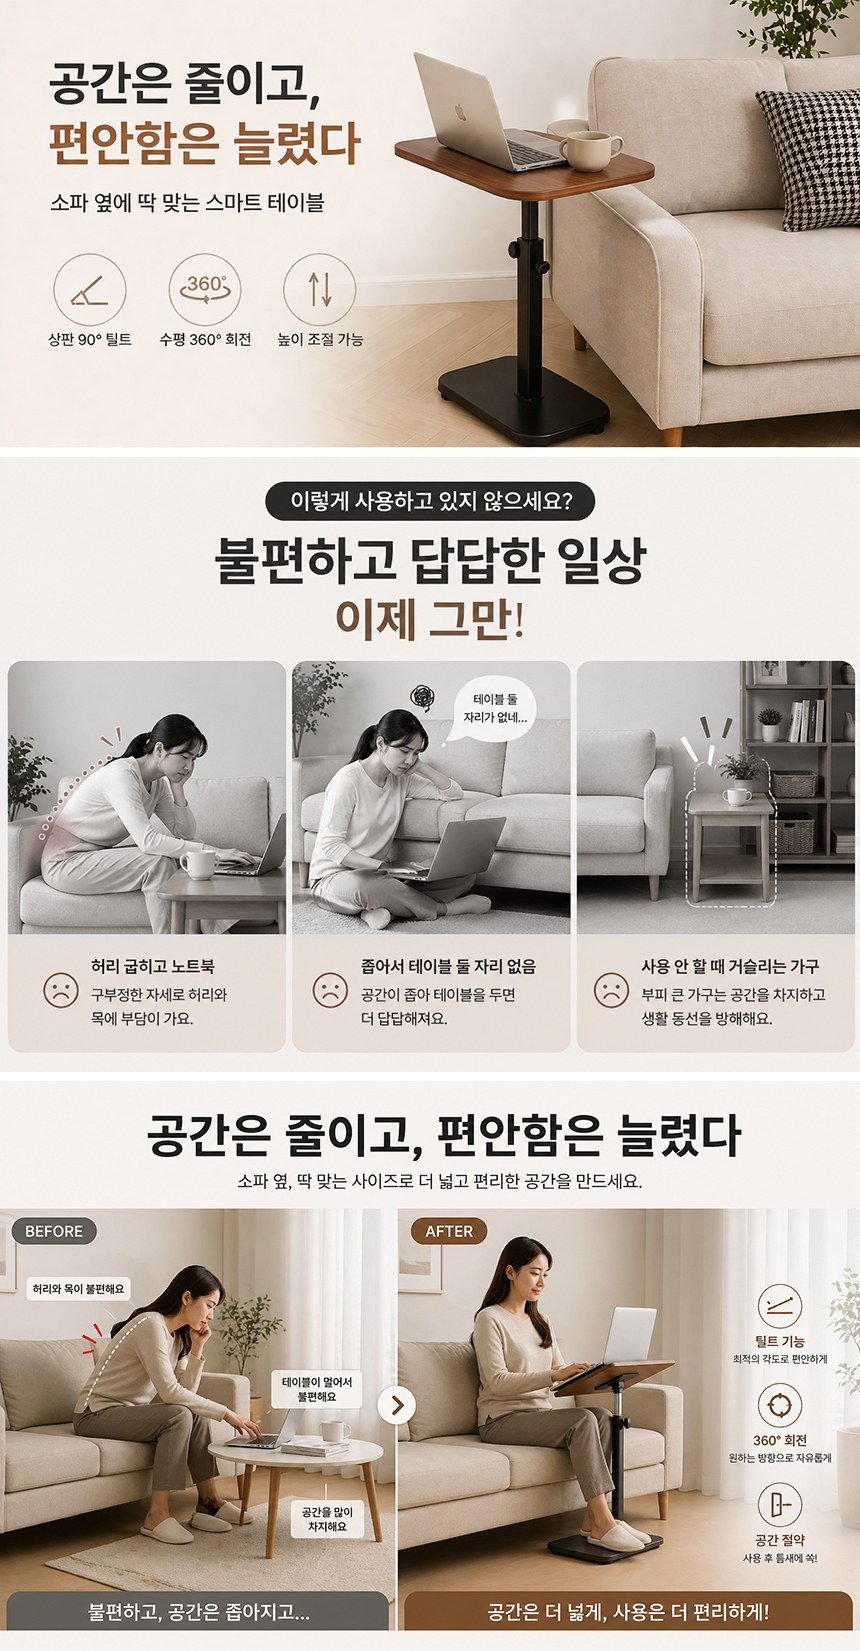 공간은 줄이고,
편안함은 늘렸다
소파 옆에 딱 맞는 스마트 테이블
360°
상판 90° 틸트
수평 360° 회전
높이 조절 가능
이렇게 사용하고 있지 않으세요?
불편하고 답답한 일상
이제 그만!
테이블 둘
자리가 없네...
허리 굽히고 노트북
구부정한 자세로 허리와
목에 부담이 가요.
좁아서 테이블 둘 자리 없음
공간이 좁아 테이블을 두면
더 답답해져요.
사용 안 할 때 거슬리는 가구
부피 큰 가구는 공간을 차지하고
생활 동선을 방해해요.
공간은 줄이고, 편안함은 늘렸다
소파 옆, 딱 맞는 사이즈로 더 넓고 편리한 공간을 만드세요.
BEFORE
허리와 목이 불편해요
테이블이 멀어서
불편해요
공간을 많이
차지해요
불편하고, 공간은 좁아지고...
AFTER
틸트 기능
최적의 각도로 편안하게
360° 회전
원하는 방향으로 자유롭게
공간 절약
사용 후 틈새에 쏙!
공간은 더 넓게, 사용은 더 편리하게!